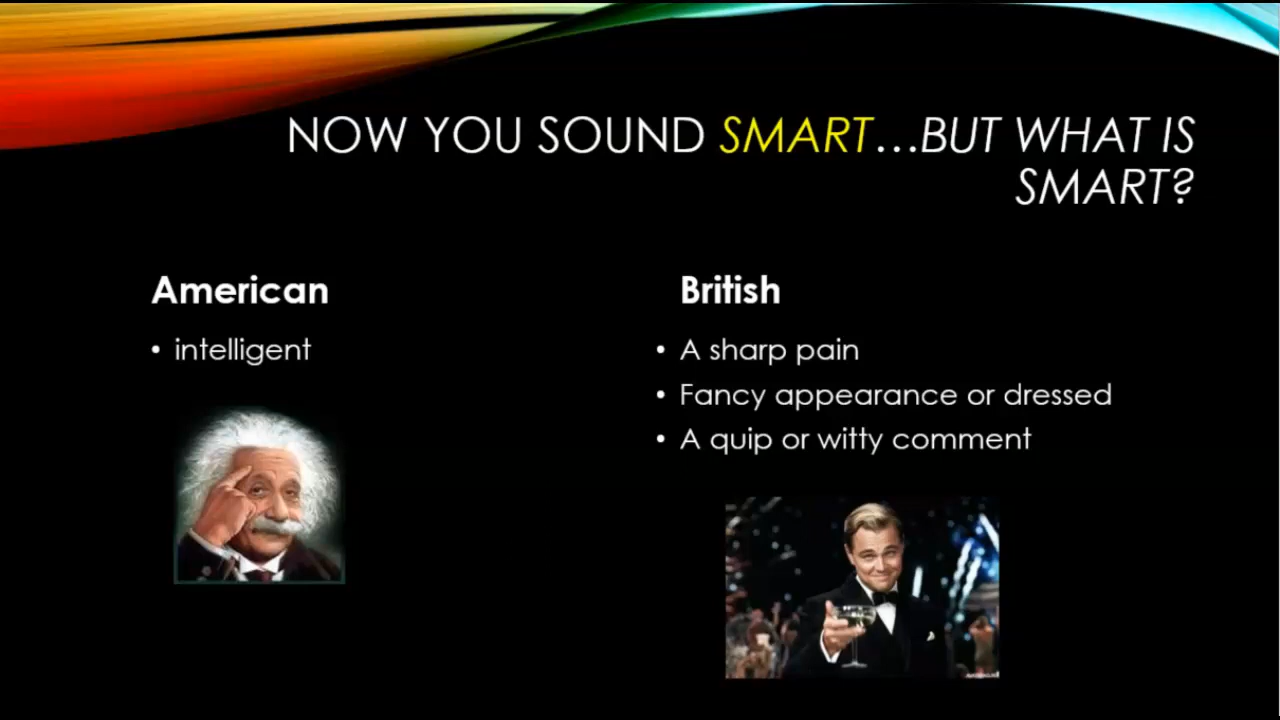 NOW YOU SOUND SMART...BUT WHAT IS
SMART?
American
• intelligent
British
• A sharp pain
• Fancy appearance or dressed
• A quip or witty comment